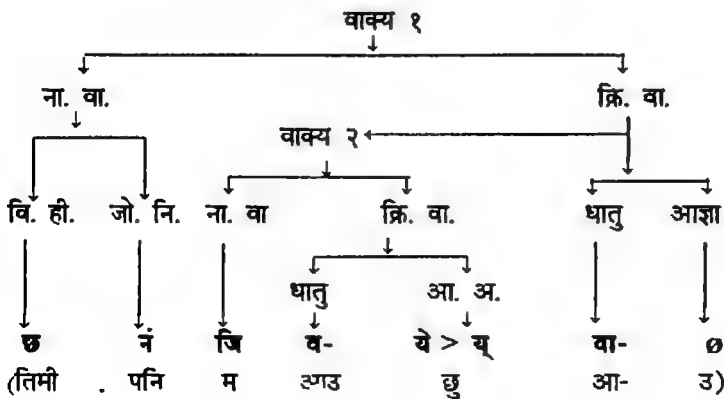 वाक्य १
ना. वा. क्रि. वा.
वाक्य २
वि. ही. जो. नि. ना. वा क्रि. वा. धातु आज्ञा
धातु आ. अ.
छ नं जि व- ये > य् वा- ø
(तिमी . पनि म आउ छु आ- उ)